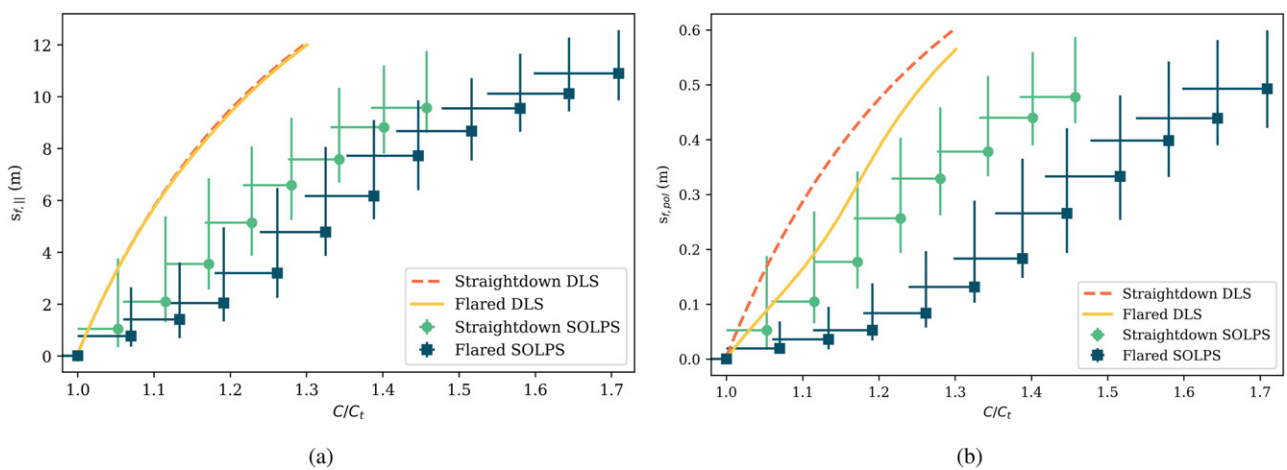 12
10
8
6
4
2
0
s_{f,||} (m)
1.0 1.1 1.2 1.3 1.4 1.5 1.6 1.7
C/C_t
Straightdown DLS
Flared DLS
Straightdown SOLPS
Flared SOLPS
(a)
0.6
0.5
0.4
0.3
0.2
0.1
0.0
s_{f,pol} (m)
1.0 1.1 1.2 1.3 1.4 1.5 1.6 1.7
C/C_t
Straightdown DLS
Flared DLS
Straightdown SOLPS
Flared SOLPS
(b)